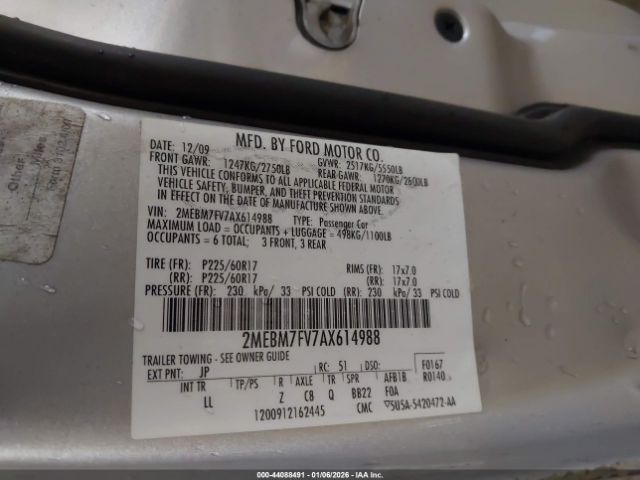 MFD. BY FORD MOTOR CO.
DATE: 12/09
FRONT GAWR: 1247KG/2750LB
GVWR: 2517KG/5550LB
REAR GAWR: 1270KG/2800LB
THIS VEHICLE CONFORMS TO ALL APPLICABLE FEDERAL MOTOR
VEHICLE SAFETY, BUMPER, AND THEFT PREVENTION STANDARDS
IN EFFECT ON THE DATE OF MANUFACTURE SHOWN ABOVE.
VIN: 2MEBM7FV7AX614988 TYPE: Passenger Car
MAXIMUM LOAD = OCCUPANTS + LUGGAGE = 498KG/1100LB
OCCUPANTS = 6 TOTAL; 3 FRONT, 3 REAR
TIRE (FR): P225/60R17 RIMS (FR): 17x7.0
(RR): P225/60R17 (RR): 17x7.0
PRESSURE (FR): 230 kPa/ 33 PSI COLD (RR): 230 kPa/ 33 PSI COLD
2MEBM7FV7AX614988
TRAILER TOWING - SEE OWNER GUIDE
EXT PNT: JP RC: 51 DSO: F0167
INT TR TP/PS R AXLE TR SPR AFB1B R0140
LL Z C8 Q BB22 F0A
1200912162445 CMC 5U5A-5420472-AA
Other
000-44088491 - 01/06/2026 - IAAI.COM